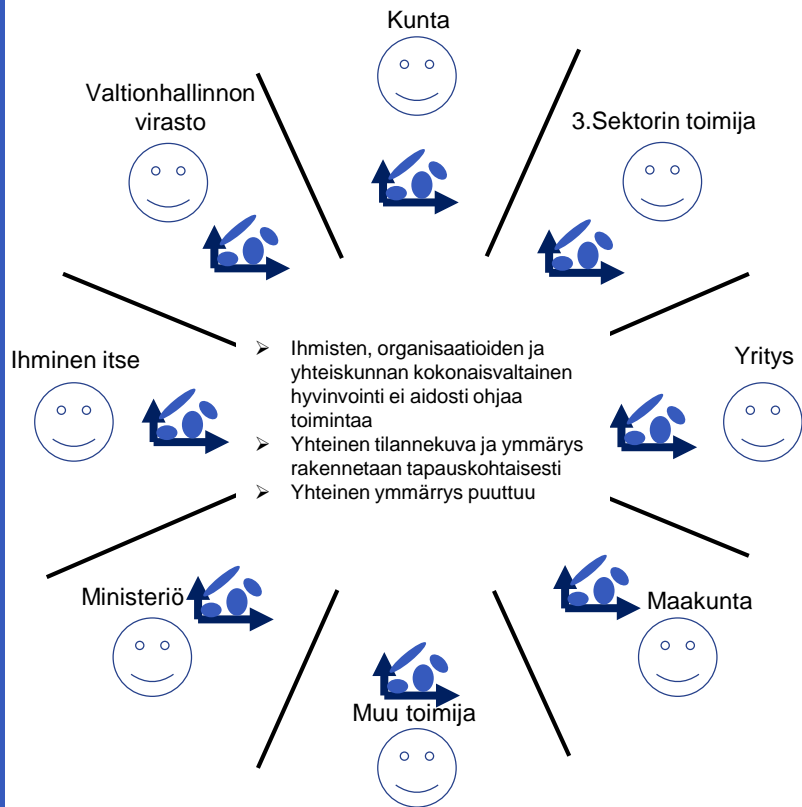 Kunta
Valtionhallinnon
virasto
3.Sektorin toimija
Ihminen itse
➢ Ihmisten, organisaatioiden ja
yhteiskunnan kokonaisvaltainen
hyvinvointi ei aidosti ohjaa
toimintaa
➢ Yhteinen tilannekuva ja ymmärys
rakennetaan tapauskohtaisesti
➢ Yhteinen ymmärrys puuttuu
Yritys
Ministeriö
Maakunta
Muu toimija